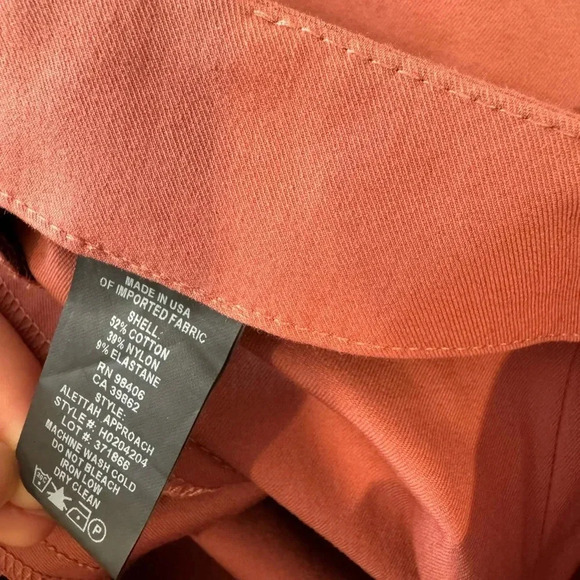 MADE IN USA
OF IMPORTED FABRIC
SHELL:
52% COTTON
39% NYLON
9% ELASTANE
RN 98406
CA 39862
STYLE:
ALETTAH APPROACH
STYLE#: H0204204
LOT #: 371866
MACHINE WASH COLD
DO NOT BLEACH
IRON LOW
DRY CLEAN
P